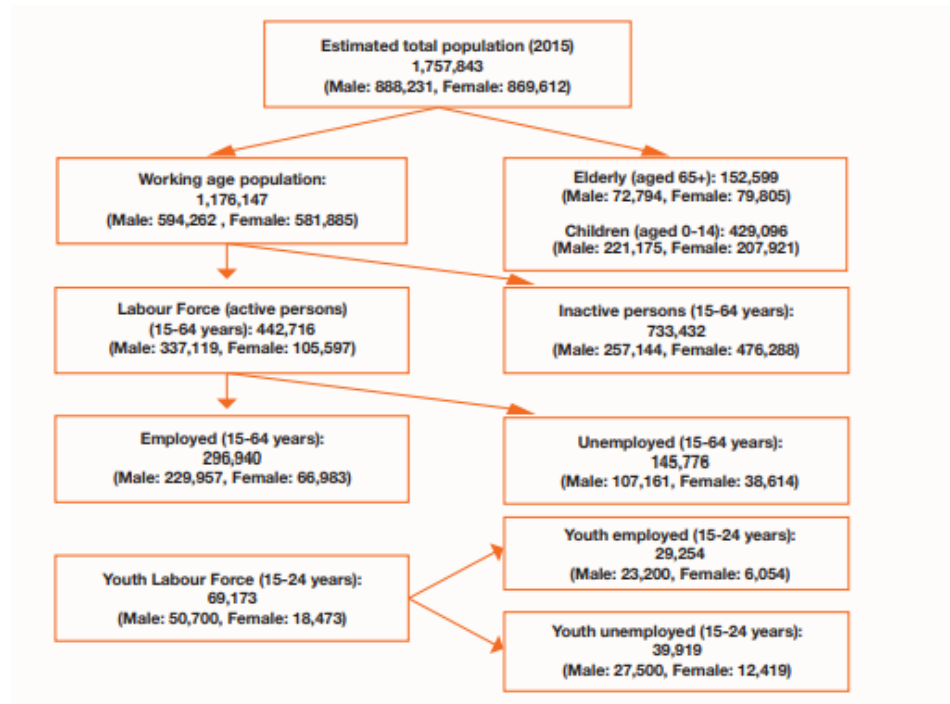 Estimated total population (2015)
1,757,843
(Male: 888,231, Female: 869,612)
Working age population:
1,176,147
(Male: 594,262 , Female: 581,885)
Elderly (aged 65+): 152,599
(Male: 72,794, Female: 79,805)
Children (aged 0-14): 429,096
(Male: 221,175, Female: 207,921)
Labour Force (active persons)
(15-64 years): 442,716
(Male: 337,119, Female: 105,597)
Inactive persons (15-64 years):
733,432
(Male: 257,144, Female: 476,288)
Employed (15-64 years):
296,940
(Male: 229,957, Female: 66,983)
Unemployed (15-64 years):
145,776
(Male: 107,161, Female: 38,614)
Youth Labour Force (15-24 years):
69,173
(Male: 50,700, Female: 18,473)
Youth employed (15-24 years):
29,254
(Male: 23,200, Female: 6,054)
Youth unemployed (15-24 years):
39,919
(Male: 27,500, Female: 12,419)